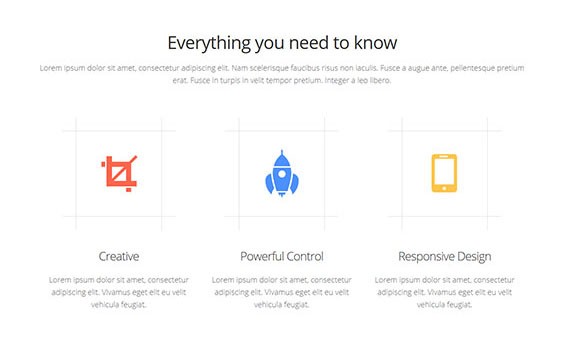 Everything you need to know
Lorem ipsum dolor sit amet, consectetur adipiscing elit. Nam scelerisque faucibus risus non iaculis. Fusce a augue ante, pellentesque pretium
erat. Fusce in turpis in velit tempor pretium. Integer a leo libero.
Creative
Powerful Control
Responsive Design
Lorem ipsum dolor sit amet, consectetur
adipiscing elit. Vivamus eget eu velit
vehicula feugiat.
Lorem ipsum dolor sit amet, consectetur
adipiscing elit. Vivamus eget eu velit
vehicula feugiat.
Lorem ipsum dolor sit amet, consectetur
adipiscing elit. Vivamus eget eu velit
vehicula feugiat.